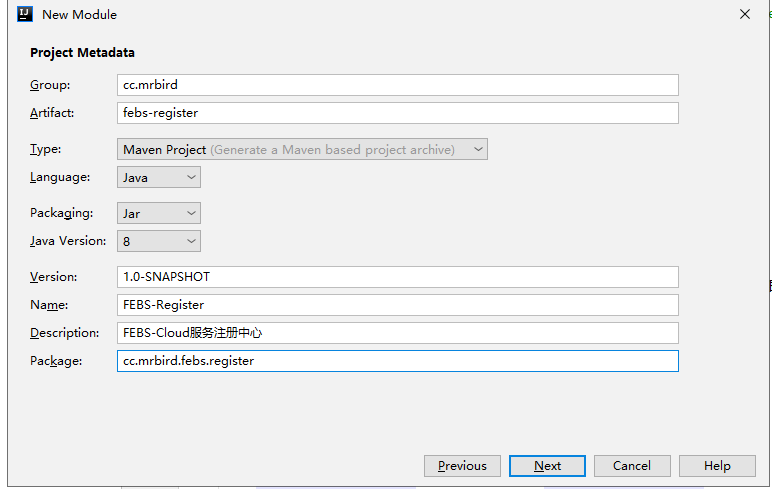 New Module
Project Metadata
Group: cc.mrbird
Artifact: febs-register
Type: Maven Project (Generate a Maven based project archive)
Language: Java
Packaging: Jar
Java Version: 8
Version: 1.0-SNAPSHOT
Name: FEBS-Register
Description: FEBS-Cloud服务注册中心
Package: cc.mrbird.febs.register
Previous Next Cancel Help